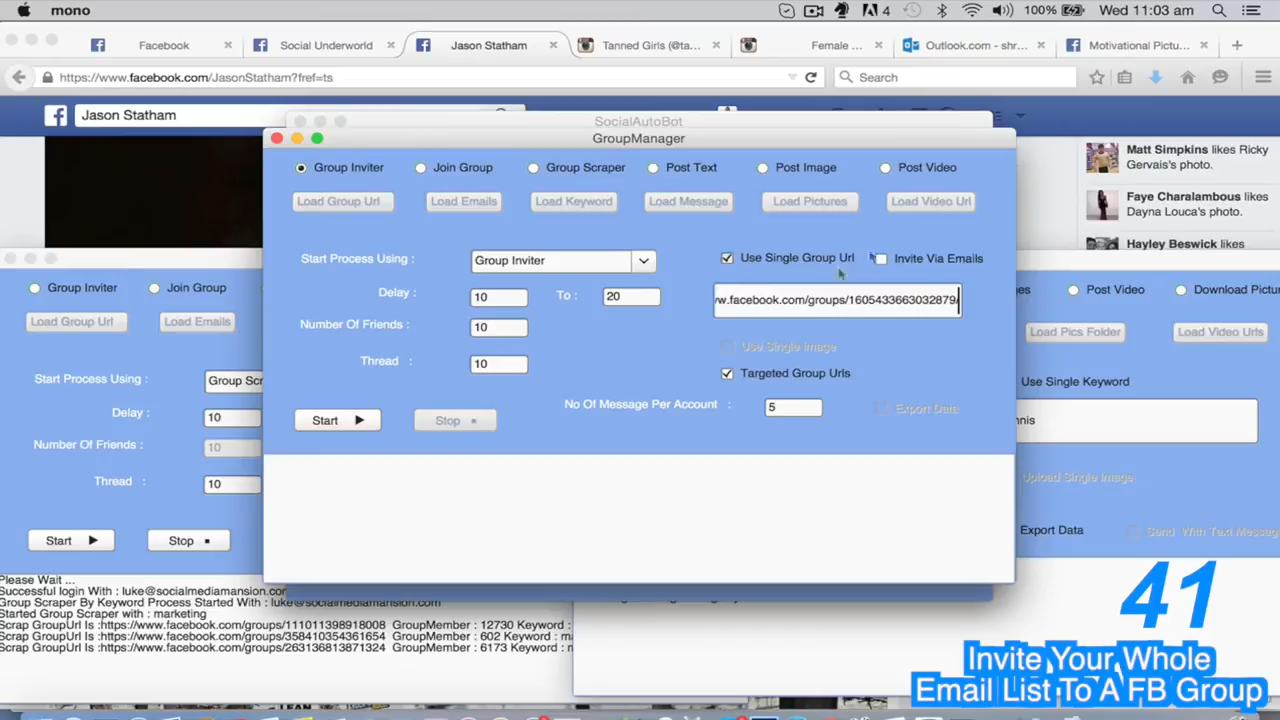 mono
4
100%
Wed 11:03 am
Facebook
Social Underworld
Jason Statham
Tanned Girls (@ta...
Female ...
Outlook.com - shr...
Motivational Pictu...
https://www.facebook.com/JasonStatham?fref=ts
Search
Jason Statham
SocialAutoBot
GroupManager
Group Inviter
Join Group
Group Scraper
Post Text
Post Image
Post Video
Load Group Url
Load Emails
Load Keyword
Load Message
Load Pictures
Load Video Url
Start Process Using :
Group Inviter
Use Single Group Url
Invite Via Emails
Delay :
10
To :
20
w.facebook.com/groups/1605433663032879/
Number Of Friends :
10
Use Single Image
Thread :
10
Targeted Group Urls
No Of Message Per Account :
5
Export Data
Start
Stop
Matt Simpkins likes Ricky
Gervais's photo.
Faye Charalambous likes
Dayna Louca's photo.
Hayley Beswick likes
Group Inviter
Join Group
Load Group Url
Load Emails
Start Process Using :
Group Scr
Delay :
10
Number Of Friends :
10
Thread :
10
Start
Stop
Post Video
Download Pictur
Load Pics Folder
Load Video Urls
Use Single Keyword
nnis
Upload Single Image
Export Data
Send With Text Messag
Please Wait ...
Successful login With : luke@socialmediamansion.com
Group Scraper By Keyword Process Started With : luke@socialmediamansion.com
Started Group Scraper with : marketing
Scrap GroupUrl Is :https://www.facebook.com/groups/111011398918008 GroupMember : 12730 Keyword :
Scrap GroupUrl Is :https://www.facebook.com/groups/358410354361654 GroupMember : 602 Keyword : m
Scrap GroupUrl Is :https://www.facebook.com/groups/263136813871324 GroupMember : 6173 Keyword :
41
Invite Your Whole
Email List To A FB Group